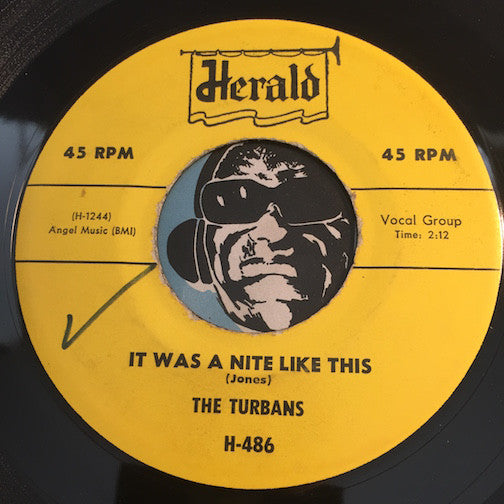 Herald
45 RPM
45 RPM
(H-1244)
Angel Music (BMI)
Vocal Group
Time: 2:12
IT WAS A NITE LIKE THIS
(Jones)
THE TURBANS
H-486